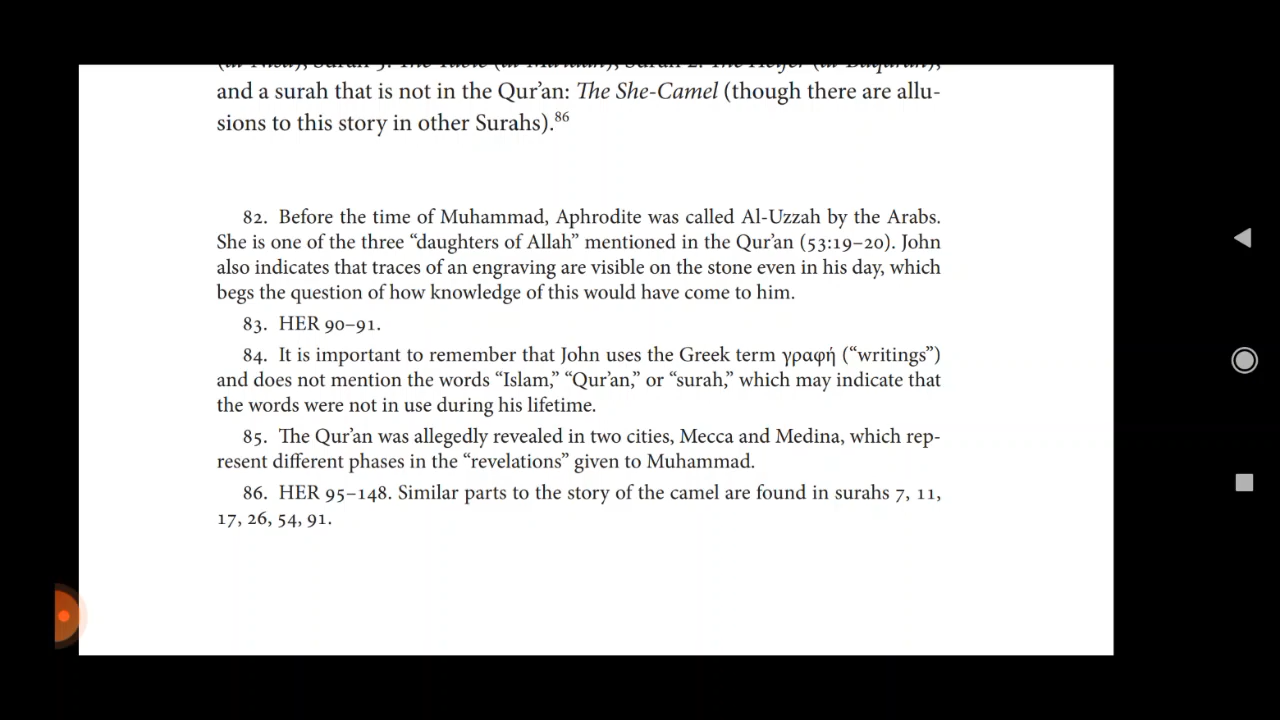 and a surah that is not in the Qur’an: The She-Camel (though there are allu-
sions to this story in other Surahs).86
82. Before the time of Muhammad, Aphrodite was called Al-Uzzah by the Arabs.
She is one of the three “daughters of Allah” mentioned in the Qur’an (53:19–20). John
also indicates that traces of an engraving are visible on the stone even in his day, which
begs the question of how knowledge of this would have come to him.
83. HER 90–91.
84. It is important to remember that John uses the Greek term γραφή (“writings”)
and does not mention the words “Islam,” “Qur’an,” or “surah,” which may indicate that
the words were not in use during his lifetime.
85. The Qur’an was allegedly revealed in two cities, Mecca and Medina, which rep-
resent different phases in the “revelations” given to Muhammad.
86. HER 95–148. Similar parts to the story of the camel are found in surahs 7, 11,
17, 26, 54, 91.